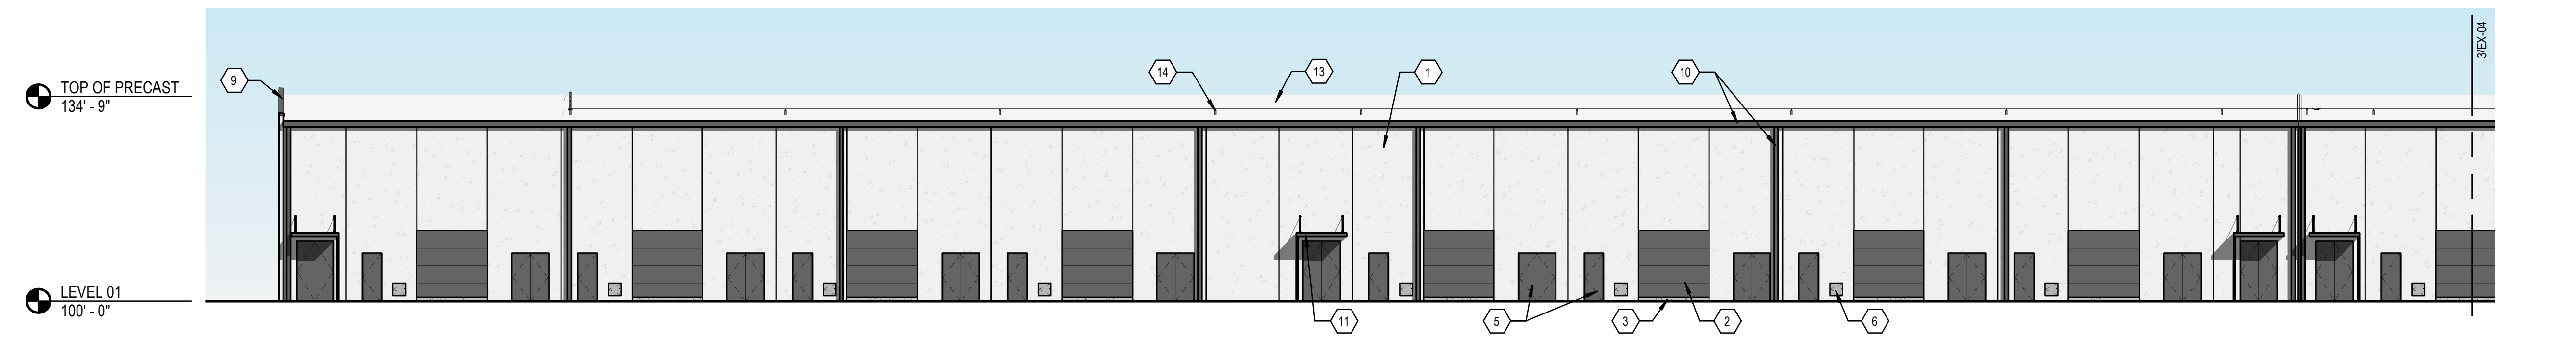 9
14
13
1
10
3/EX-04
TOP OF PRECAST
134' - 9"
LEVEL 01
100' - 0"
11
5
3
2
6